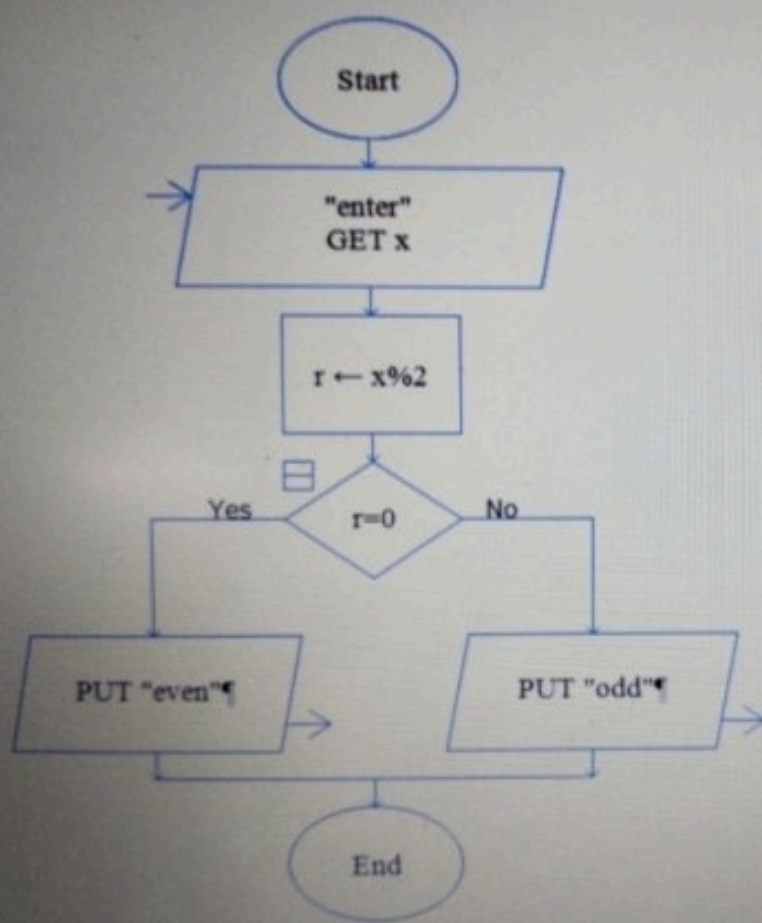 Start
"enter"
GET x
r ← x%2
Yes
r=0
No
PUT "even"¶
PUT "odd"¶
End